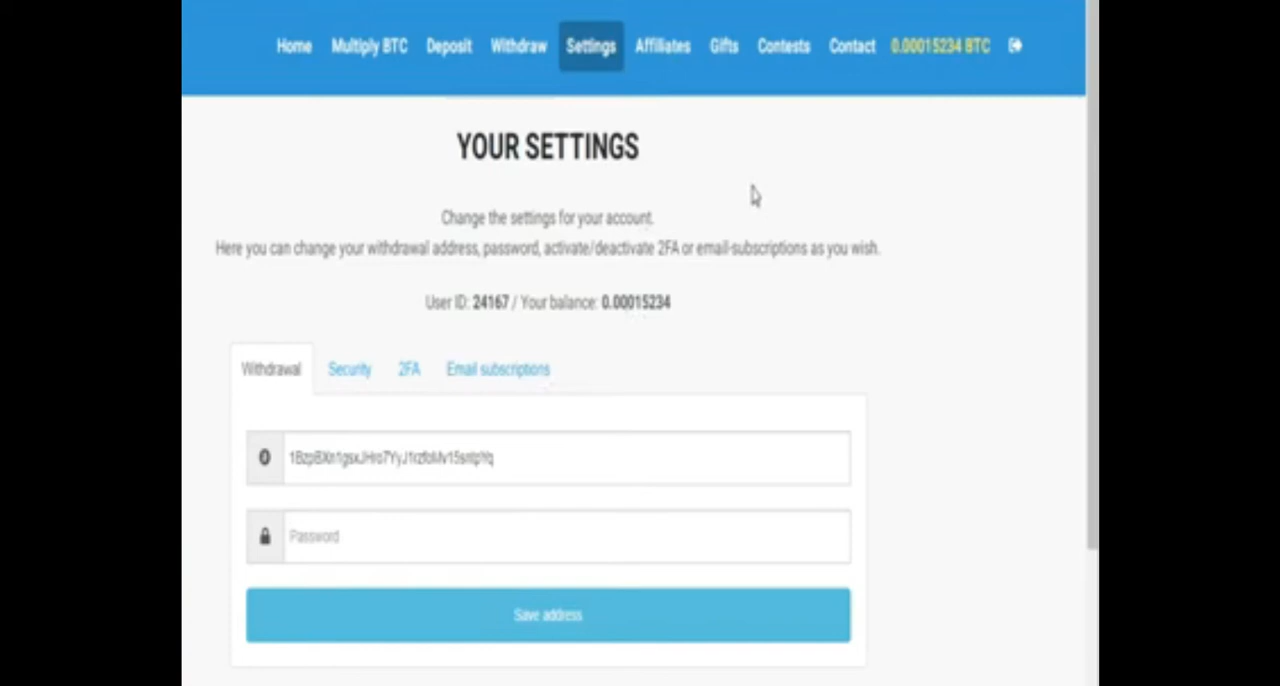 Home Multiply BTC Deposit Withdraw Settings Affiliates Gifts Contests Contact 0.00015234 BTC
YOUR SETTINGS
Change the settings for your account.
Here you can change your withdrawal address, password, activate/deactivate 2FA or email-subscriptions as you wish.
User ID: 24167 / Your balance: 0.00015234
Withdrawal Security 2FA Email subscriptions
Password
Save address